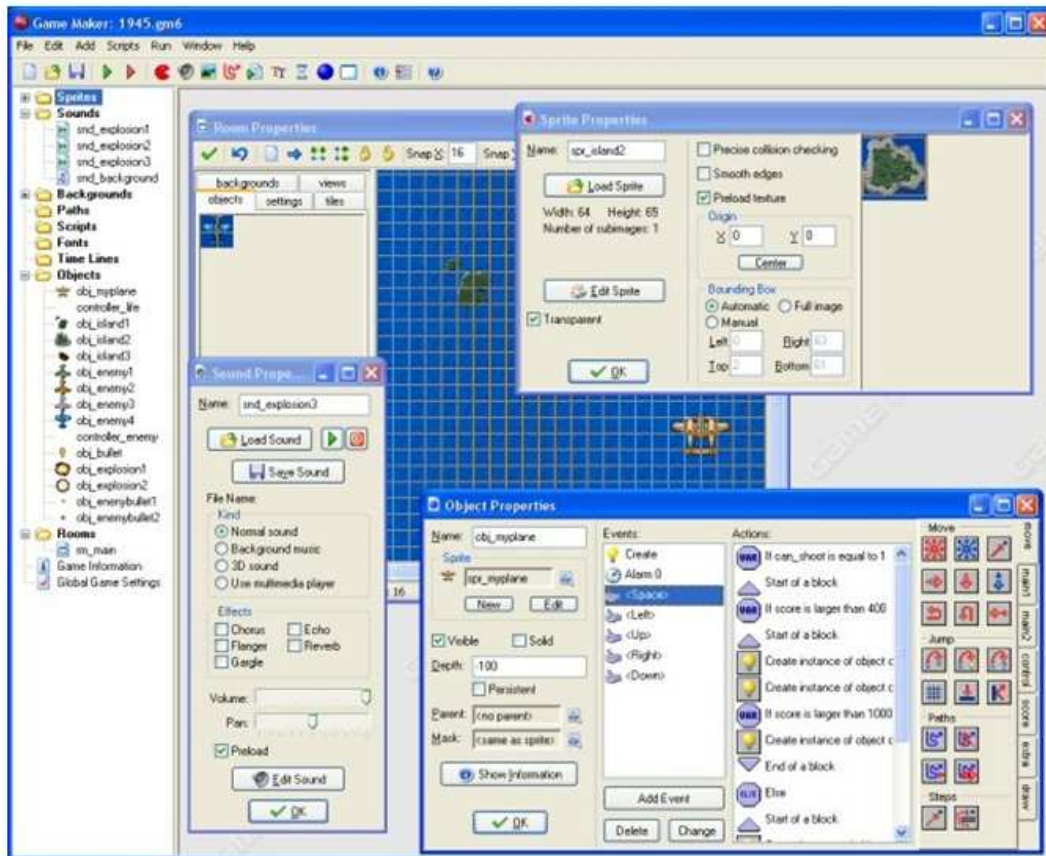 Game Maker: 1945.gm6
File Edit Add Scripts Run Window Help
Sprites
Sounds
snd_explosion1
snd_explosion2
snd_explosion3
snd_background
Backgrounds
Paths
Scripts
Fonts
Time Lines
Objects
obj_myplane
controller_life
obj_island1
obj_island2
obj_island3
obj_enemy1
obj_enemy2
obj_enemy3
obj_enemy4
controller_enemy
obj_bullet
obj_explosion1
obj_explosion2
obj_enemybullet1
obj_enemybullet2
Rooms
rm_main
Game Information
Global Game Settings
Room Properties
Snap X: 16 Snap
backgrounds views
objects settings tiles
16
Sprite Properties
Name: spr_island2
Load Sprite
Width: 64 Height: 65
Number of subimages: 1
Edit Sprite
Transparent
OK
Precise collision checking
Smooth edges
Preload texture
Origin
X 0 Y 0
Center
Bounding Box
Automatic Full image
Manual
Left 0 Right 63
Top 2 Bottom 61
Sound Prope...
Name: snd_explosion3
Load Sound
Save Sound
File Name:
Kind
Normal sound
Background music
3D sound
Use multimedia player
Effects
Chorus Echo
Flanger Reverb
Gargle
Volume:
Pan:
Preload
Edit Sound
OK
Object Properties
Name: obj_myplane
Sprite
spr_myplane
New Edit
Visible Solid
Depth: -100
Persistent
Parent: <no parent>
Mask: <same as sprite>
Show Information
OK
Events:
Create
Alarm 0
<Space>
<Left>
<Up>
<Right>
<Down>
Add Event
Delete Change
Actions:
If can_shoot is equal to 1
Start of a block
If score is larger than 400
Start of a block
Create instance of object
Create instance of object
If score is larger than 1000
Create instance of object
End of a block
Else
Start of a block
VAR
VAR
VAR
ELSE
Move
Jump
Paths
Steps
move
main1
main2
control
score
extra
draw